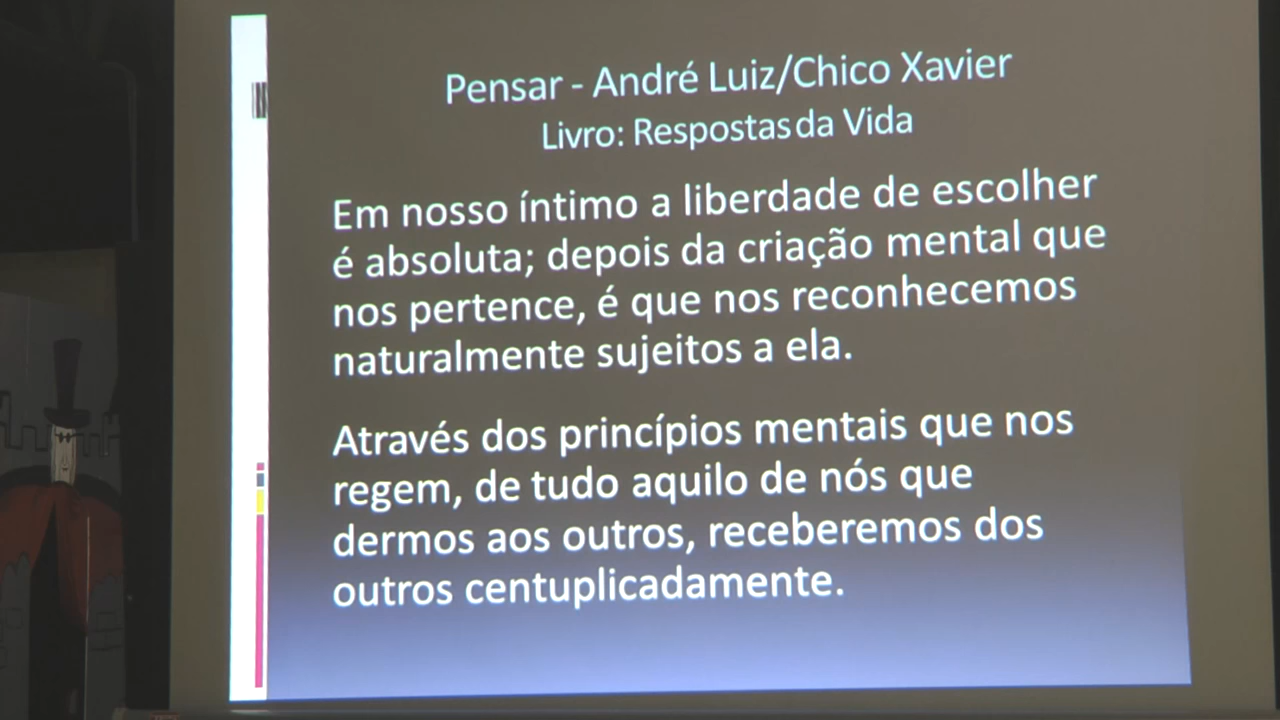 Pensar - André Luiz/Chico Xavier
Livro: Respostas da Vida
Em nosso íntimo a liberdade de escolher
é absoluta; depois da criação mental que
nos pertence, é que nos reconhecemos
naturalmente sujeitos a ela.
Através dos princípios mentais que nos
regem, de tudo aquilo de nós que
dermos aos outros, receberemos dos
outros centuplicadamente.